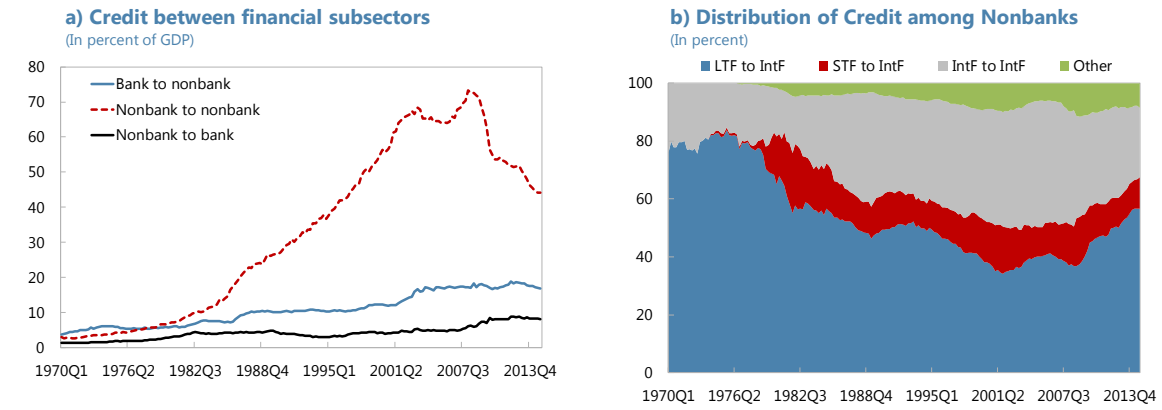 a) Credit between financial subsectors
(In percent of GDP)
80
70
60
50
40
30
20
10
0
Bank to nonbank
Nonbank to nonbank
Nonbank to bank
1970Q1 1976Q2 1982Q3 1988Q4 1995Q1 2001Q2 2007Q3 2013Q4
b) Distribution of Credit among Nonbanks
(In percent)
LTF to IntF STF to IntF IntF to IntF Other
100
80
60
40
20
0
1970Q1 1976Q2 1982Q3 1988Q4 1995Q1 2001Q2 2007Q3 2013Q4